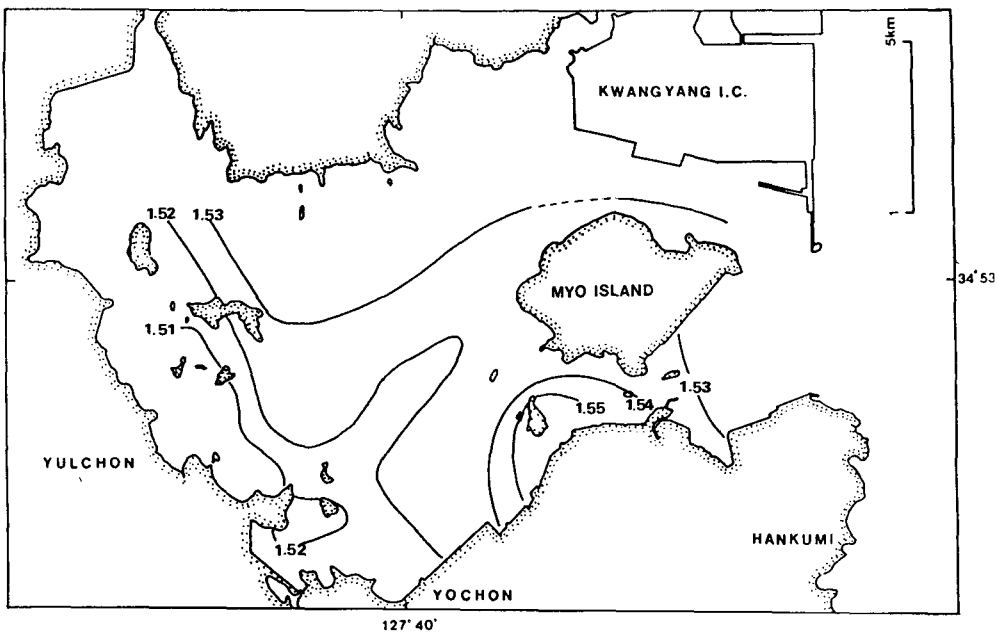 5km
KWANGYANG I.C.
1
1.52 1.53
34°53
MYO ISLAND
1.51
1.53
1.55 1.54
YULCHON
HANKUMI
1.52
YOCHON
127°40'